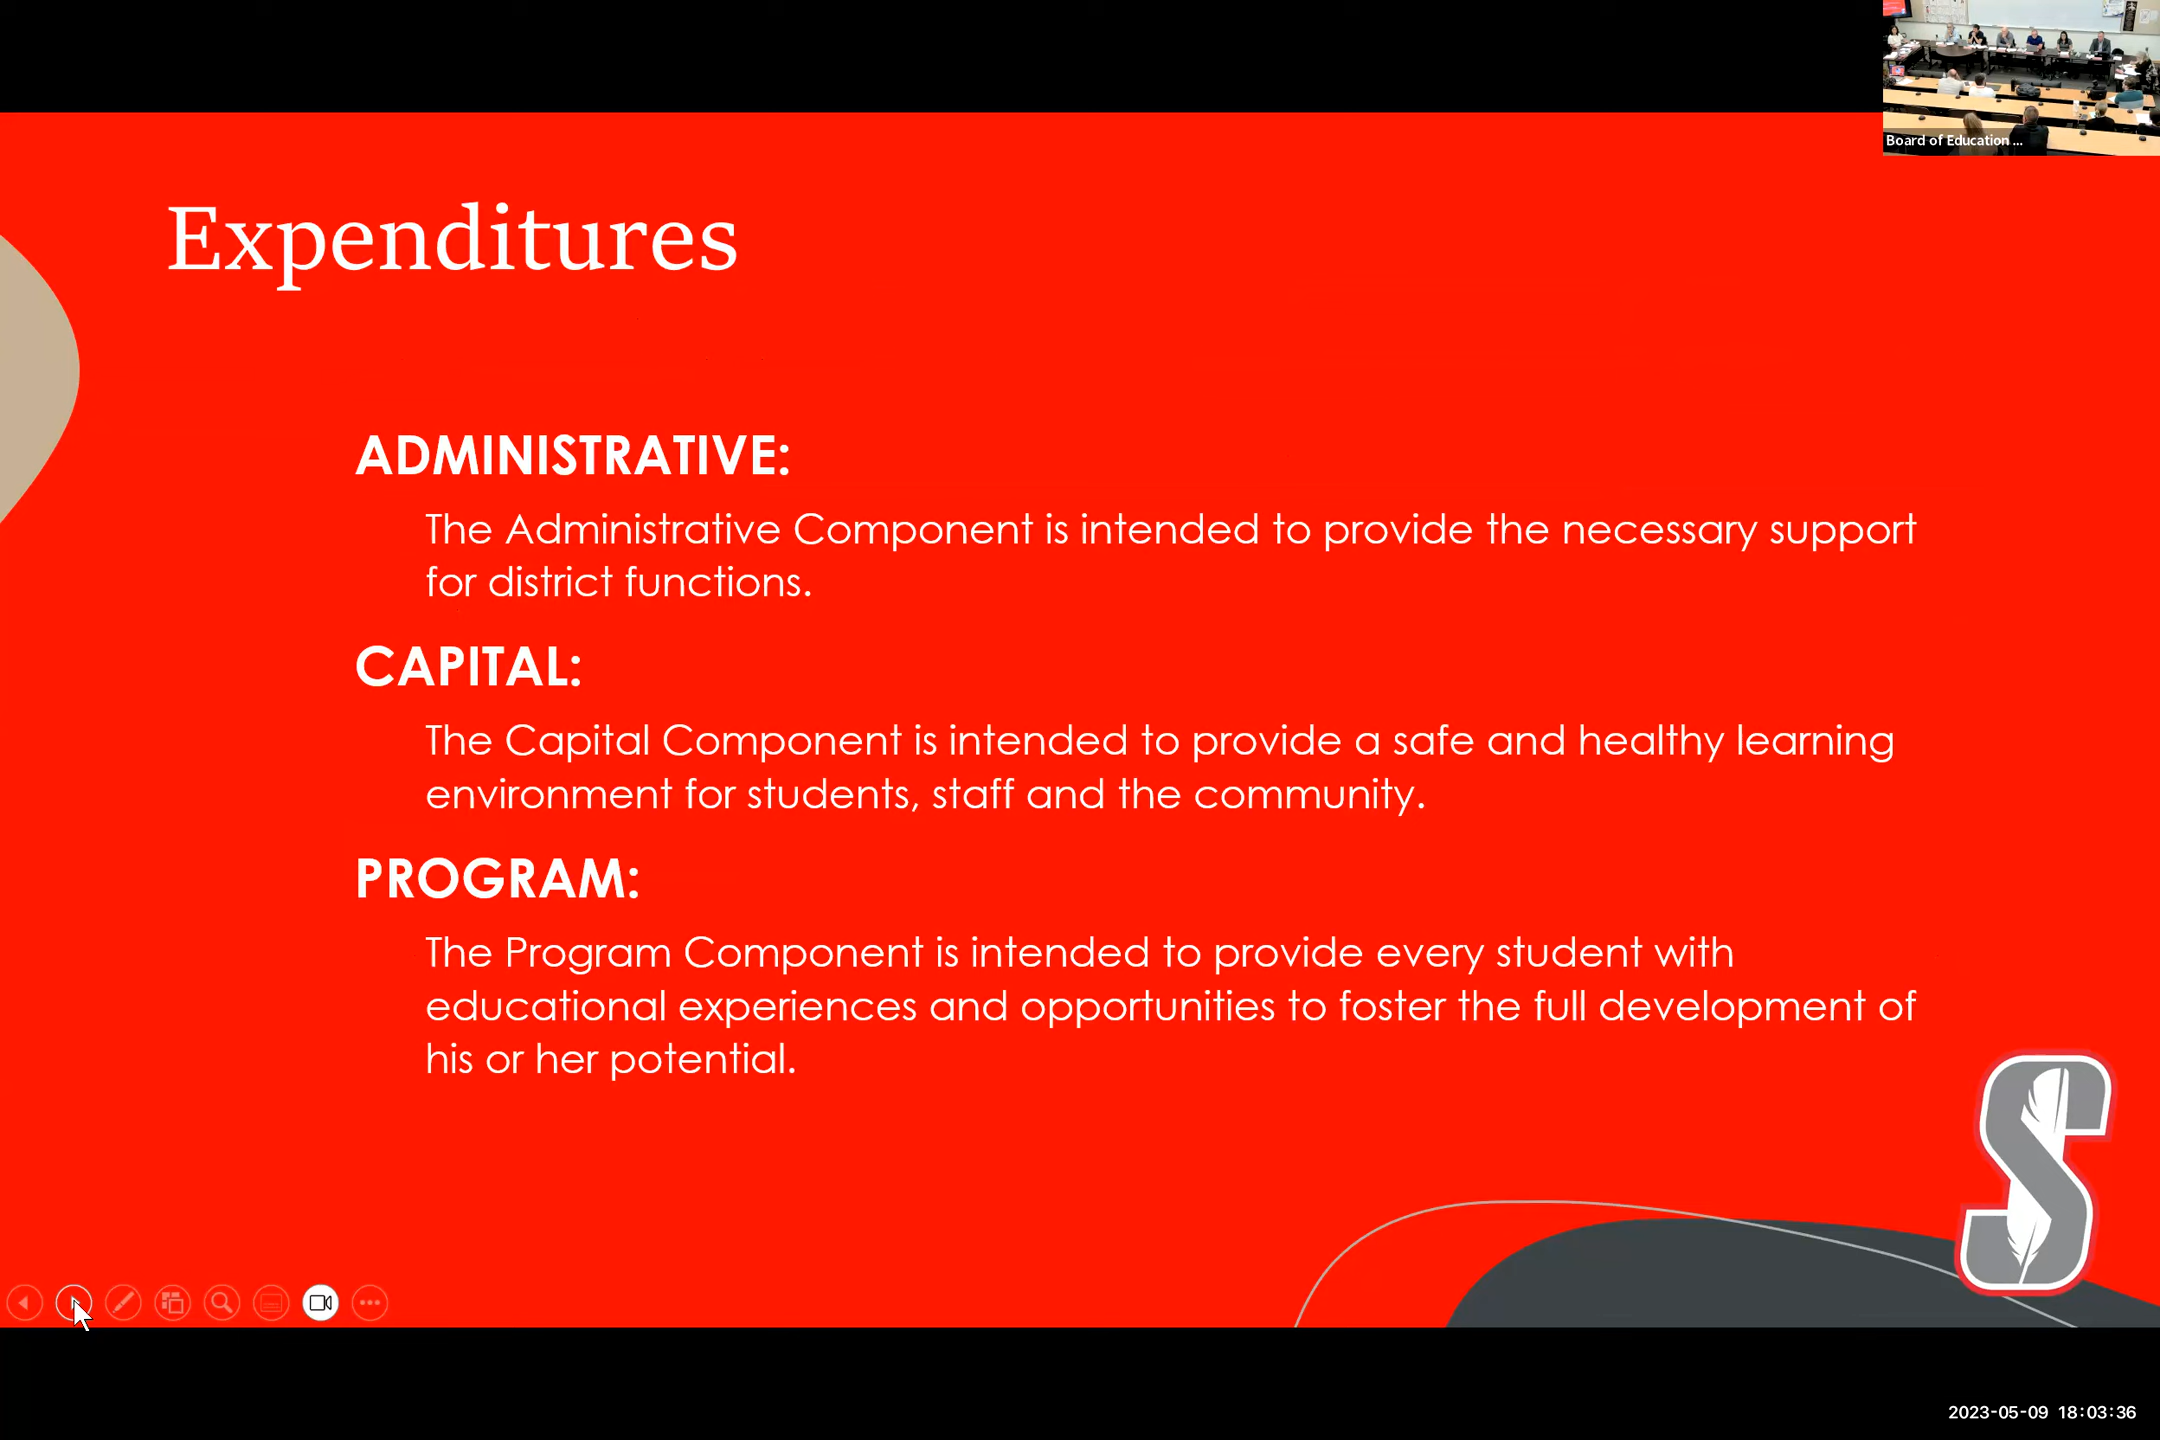 Board of Education ...
Expenditures
ADMINISTRATIVE:
The Administrative Component is intended to provide the necessary support
for district functions.
CAPITAL:
The Capital Component is intended to provide a safe and healthy learning
environment for students, staff and the community.
PROGRAM:
The Program Component is intended to provide every student with
educational experiences and opportunities to foster the full development of
his or her potential.
S
2023-05-09 18:03:36